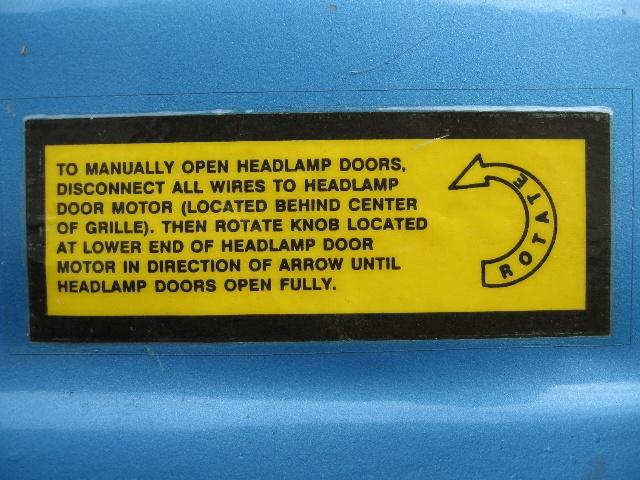 TO MANUALLY OPEN HEADLAMP DOORS,
DISCONNECT ALL WIRES TO HEADLAMP
DOOR MOTOR (LOCATED BEHIND CENTER
OF GRILLE). THEN ROTATE KNOB LOCATED
AT LOWER END OF HEADLAMP DOOR
MOTOR IN DIRECTION OF ARROW UNTIL
HEADLAMP DOORS OPEN FULLY.
ROTATE